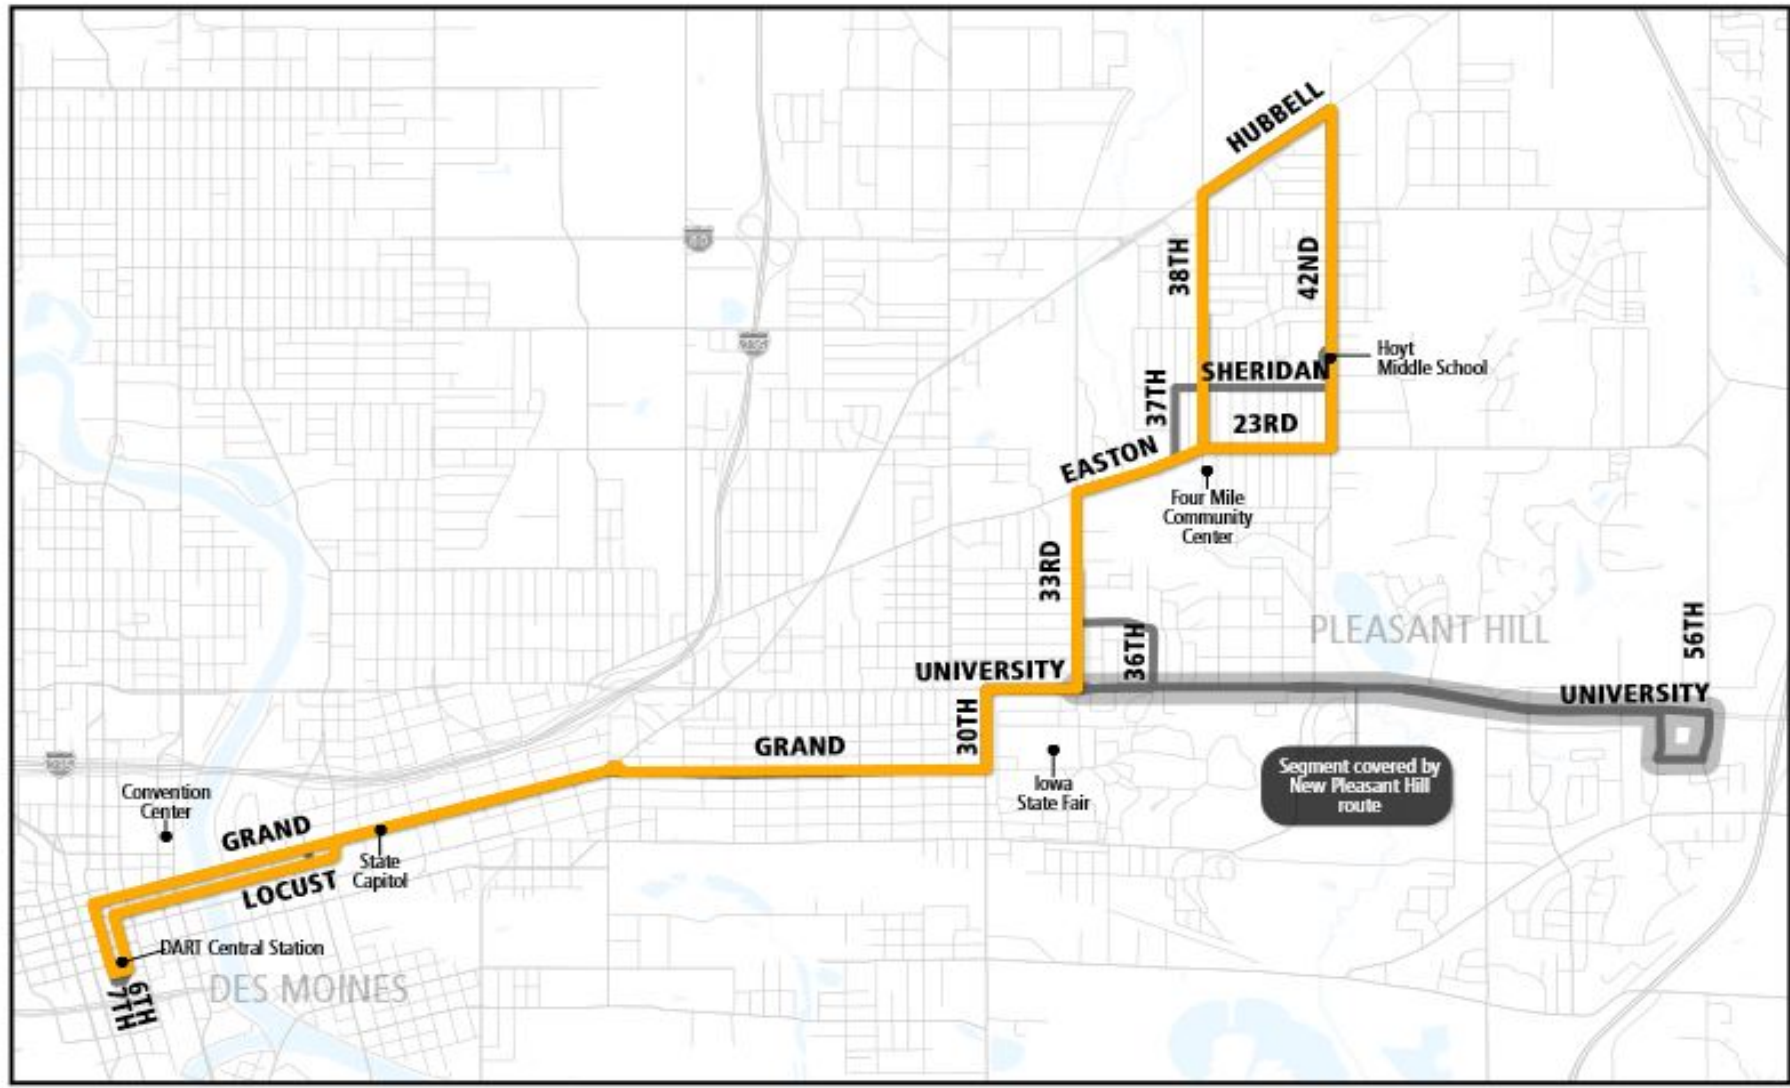 HUBBELL
38TH
42ND
Hoyt
Middle School
SHERIDAN
37TH
23RD
EASTON
Four Mile
Community
Center
33RD
PLEASANT HILL
56TH
36TH
UNIVERSITY
UNIVERSITY
30TH
GRAND
Iowa
State Fair
Segment covered by
New Pleasant Hill
route
Convention
Center
GRAND
State
Capitol
LOCUST
DART Central Station
DES MOINES
6TH
7TH